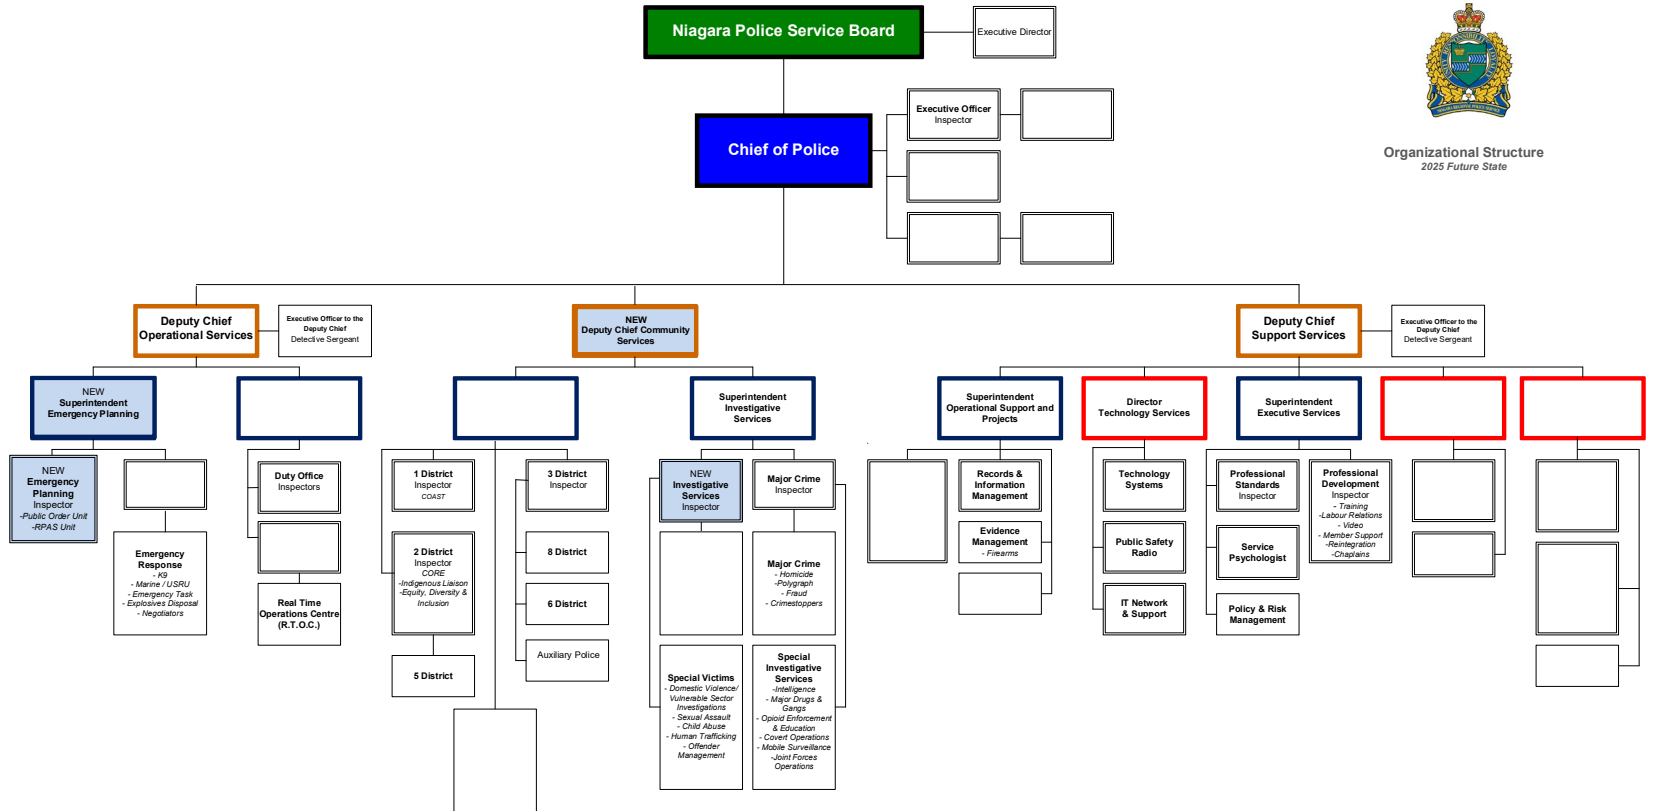 Niagara Police Service Board
Executive Director
Executive Officer
Inspector
Chief of Police
Organizational Structure
2025 Future State
Deputy Chief
Operational Services
Executive Officer to the
Deputy Chief
Detective Sergeant
NEW
Deputy Chief Community
Services
Deputy Chief
Support Services
Executive Officer to the
Deputy Chief
Detective Sergeant
NEW
Superintendent
Emergency Planning
Superintendent
Investigative
Services
Superintendent
Operational Support and
Projects
Director
Technology Services
Superintendent
Executive Services
NEW
Emergency
Planning
Inspector
-Public Order Unit
-RPAS Unit
Emergency
Response
- K9
- Marine / USRU
- Emergency Task
- Explosives Disposal
- Negotiators
Duty Office
Inspectors
Real Time
Operations Centre
(R.T.O.C.)
1 District
Inspector
COAST
2 District
Inspector
CORE
-Indigenous Liaison
-Equity, Diversity &
Inclusion
5 District
3 District
Inspector
8 District
6 District
Auxiliary Police
NEW
Investigative
Services
Inspector
Special Victims
- Domestic Violence/
Vulnerable Sector
Investigations
- Sexual Assault
- Child Abuse
- Human Trafficking
- Offender
Management
Major Crime
Inspector
Major Crime
- Homicide
-Polygraph
- Fraud
- Crimestoppers
Special
Investigative
Services
-Intelligence
- Major Drugs &
Gangs
- Opioid Enforcement
& Education
- Covert Operations
- Mobile Surveillance
-Joint Forces
Operations
Records &
Information
Management
Evidence
Management
- Firearms
Technology
Systems
Public Safety
Radio
IT Network
& Support
Professional
Standards
Inspector
Service
Psychologist
Policy & Risk
Management
Professional
Development
Inspector
- Training
-Labour Relations
- Video
- Member Support
-Reintegration
-Chaplains